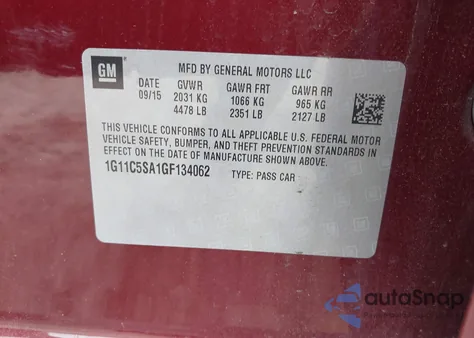 GM
MFD BY GENERAL MOTORS LLC
DATE GVWR GAWR FRT GAWR RR
09/15 2031 KG 1066 KG 965 KG
4478 LB 2351 LB 2127 LB
THIS VEHICLE CONFORMS TO ALL APPLICABLE U.S. FEDERAL MOTOR
VEHICLE SAFETY, BUMPER, AND THEFT PREVENTION STANDARDS IN
EFFECT ON THE DATE OF MANUFACTURE SHOWN ABOVE.
1G11C5SA1GF134062 TYPE: PASS CAR
autoSnap